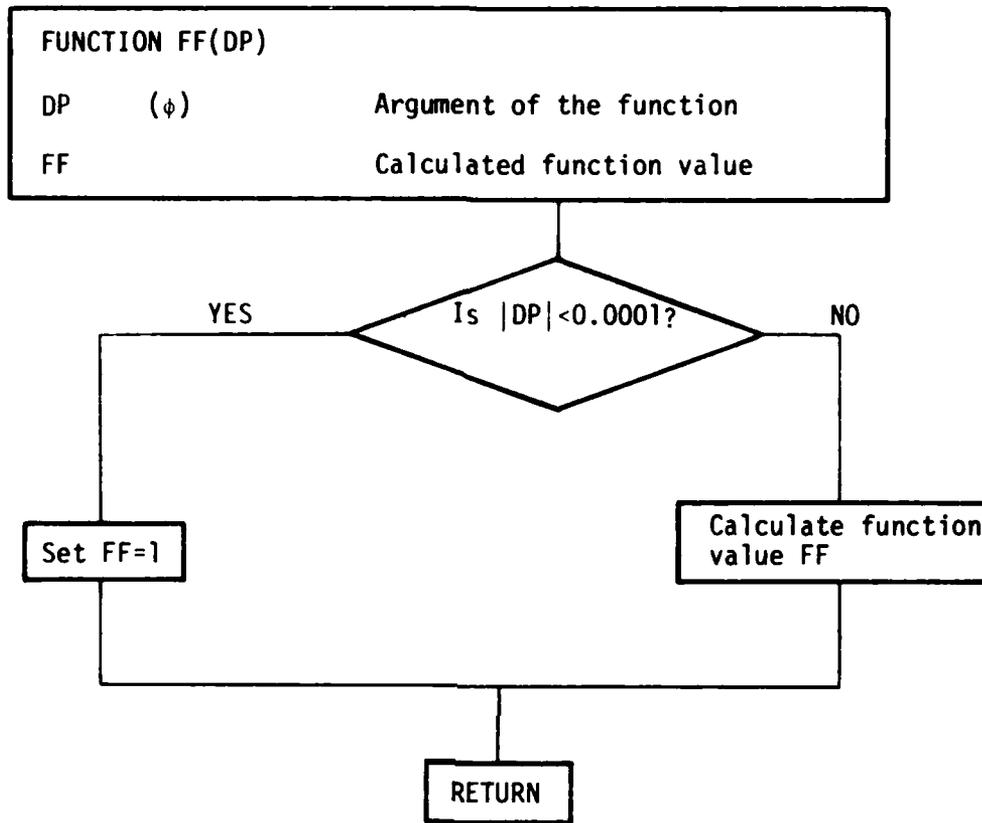 FUNCTION FF(DP)
DP (φ) Argument of the function
FF Calculated function value
Is |DP|<0.0001?
YES
NO
Set FF=1
Calculate function
value FF
RETURN